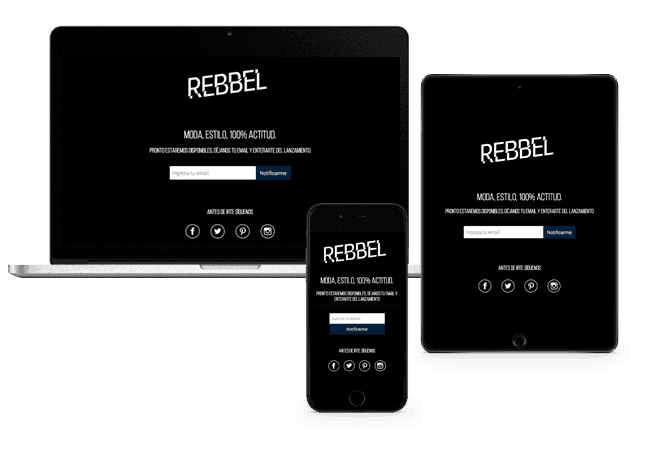 REBBEL
MODA, ESTILO, 100% ACTITUD.
PRONTO ESTAREMOS DISPONIBLES, DÉJANOS TU EMAIL Y ENTERARTE DEL LANZAMIENTO
Ingresa tu email
Notificarme
ANTES DE IRTE SÍGUENOS
REBBEL
MODA, ESTILO, 100% ACTITUD.
PRONTO ESTAREMOS DISPONIBLES, DÉJANOS TU EMAIL Y
ENTERARTE DEL LANZAMIENTO
Ingresa tu email
Notificarme
ANTES DE IRTE SÍGUENOS
REBBEL
MODA, ESTILO, 100% ACTITUD.
PRONTO ESTAREMOS DISPONIBLES, DÉJANOS TU EMAIL Y ENTERARTE DEL LANZAMIENTO
Ingresa tu email
Notificarme
ANTES DE IRTE SÍGUENOS